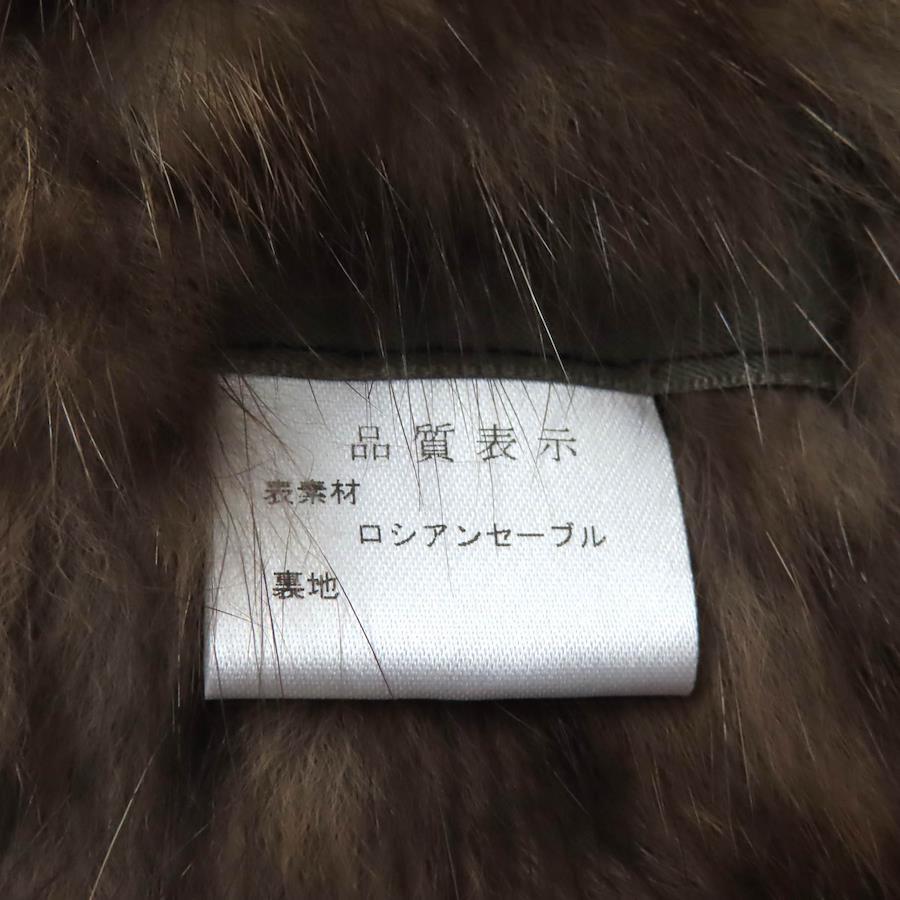 品質表示
表素材
ロシアンセーブル
裏地